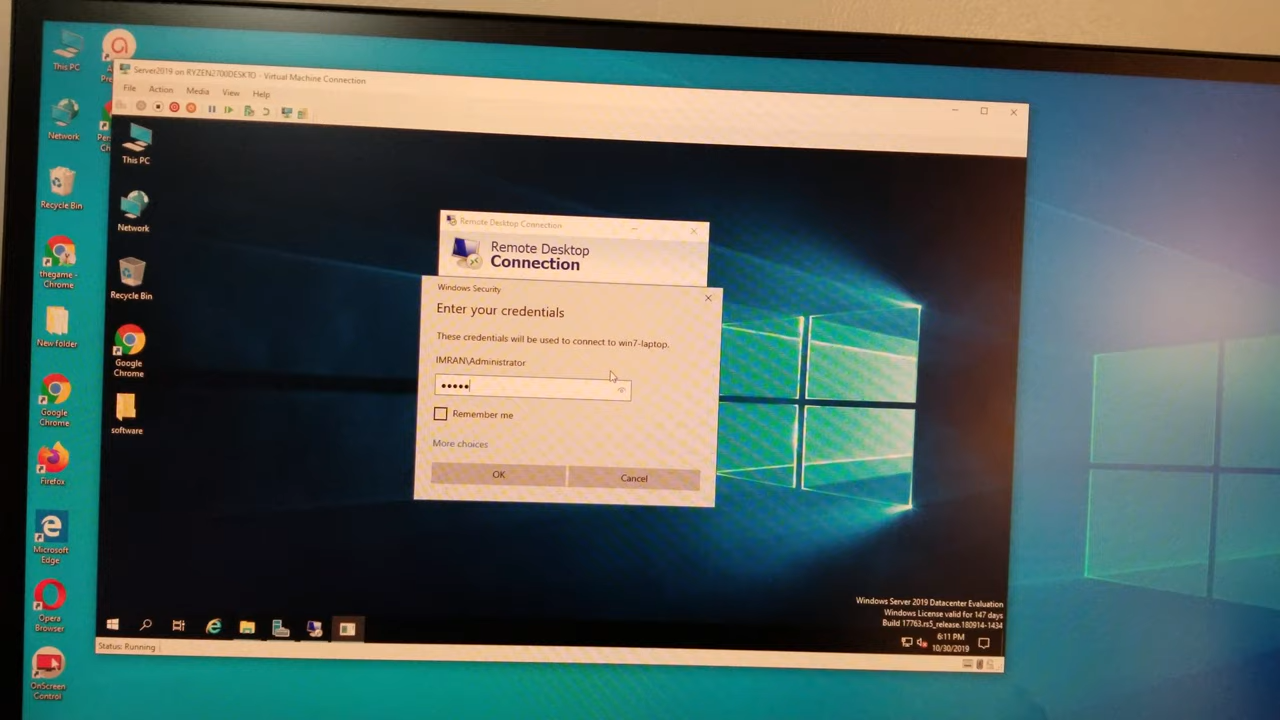 This PC
Network
Recycle Bin
thegame -
Chrome
New folder
Google
Chrome
Firefox
Microsoft
Edge
Opera
Browser
OnScreen
Control
Server2019 on RYZEN2700DESKTO - Virtual Machine Connection
File Action Media View Help
This PC
Network
Recycle Bin
Google
Chrome
software
Remote Desktop Connection
Remote Desktop
Connection
Windows Security
Enter your credentials
These credentials will be used to connect to win7-laptop.
IMRAN\Administrator
•••••
Remember me
More choices
OK Cancel
Windows Server 2019 Datacenter Evaluation
Windows License valid for 147 days
Build 17763.rs5_release.180914-1434
6:11 PM
10/30/2019
Status: Running